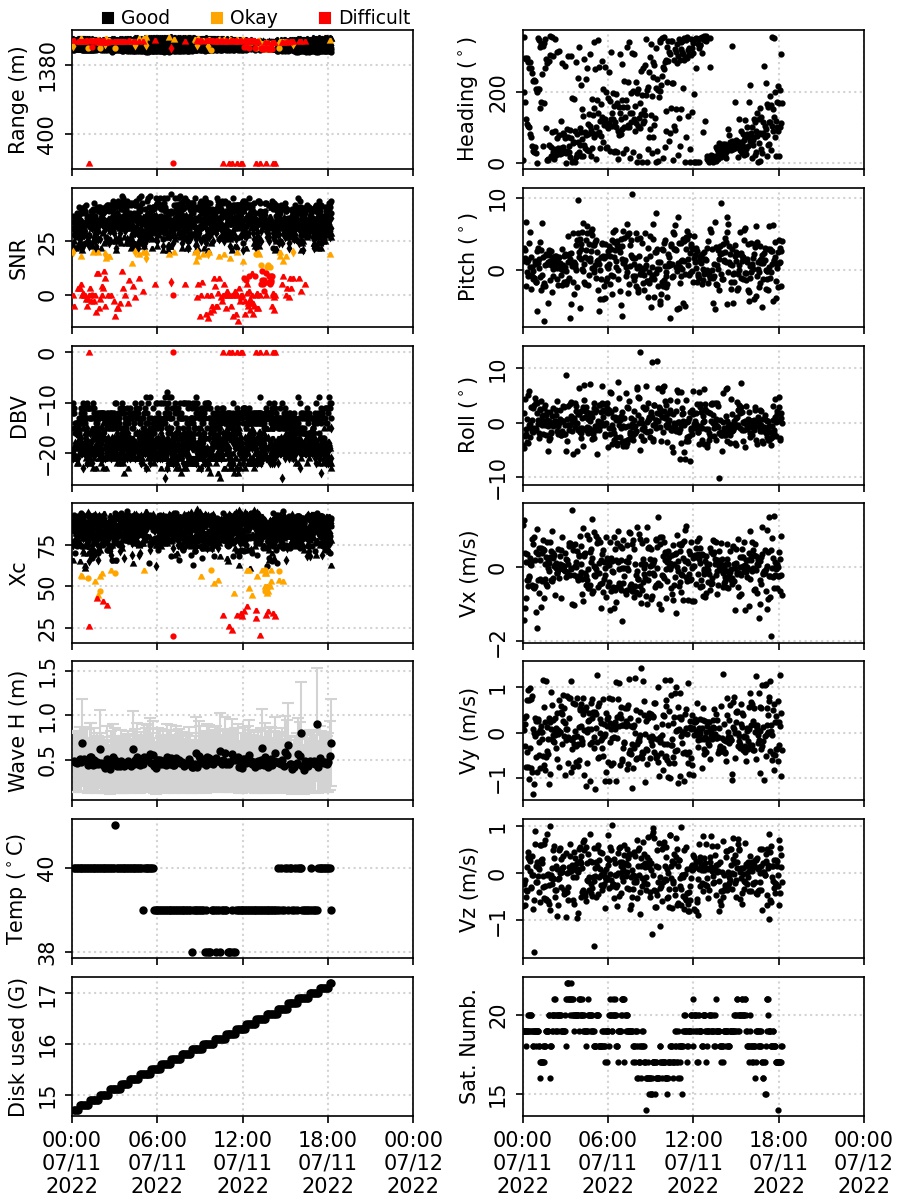 Good Okay Difficult
Range (m)
1380
400
Heading (°)
200
0
SNR
25
0
Pitch (°)
10
0
DBV
0
−10
−20
Roll (°)
10
0
−10
Xc
75
50
25
Vx (m/s)
0
−2
Wave H (m)
1.5
1.0
0.5
Vy (m/s)
1
0
−1
Temp (°C)
40
38
Vz (m/s)
1
0
−1
Disk used (G)
17
16
15
Sat. Numb.
20
15
00:00 06:00 12:00 18:00 00:00
07/11 07/11 07/11 07/11 07/12
2022 2022 2022 2022 2022
00:00 06:00 12:00 18:00 00:00
07/11 07/11 07/11 07/11 07/12
2022 2022 2022 2022 2022